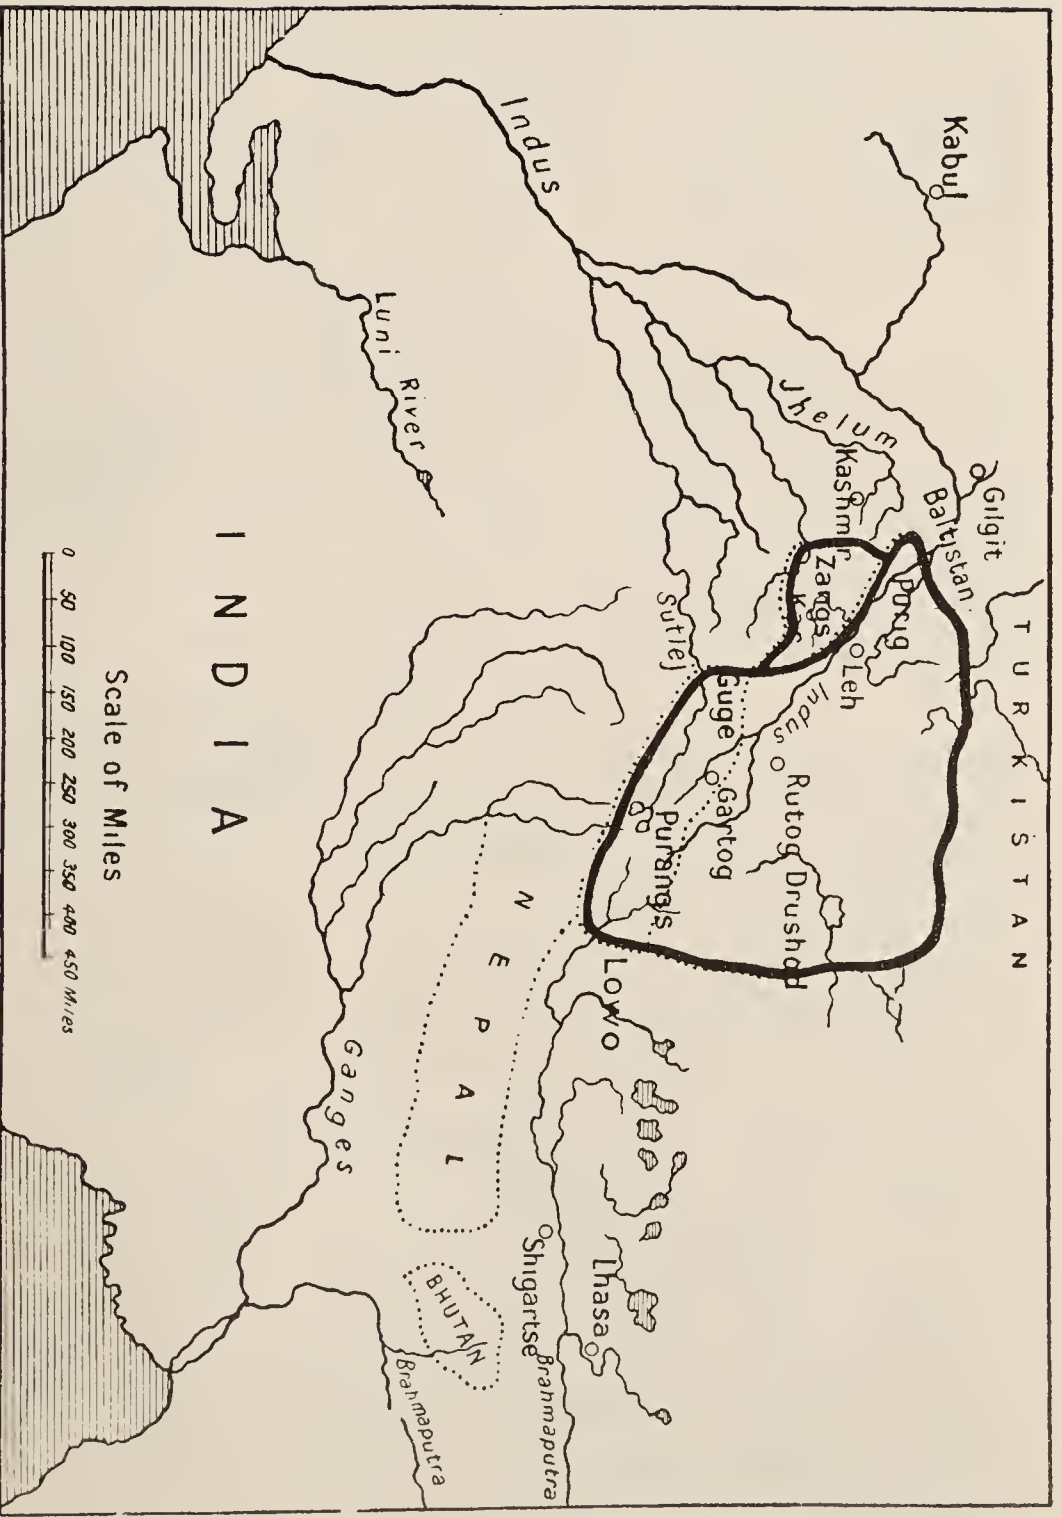 TURKISTAN
Kabul
Gilgit
Baltistan
Indus
Jhelum
Kashmir
Purig
Zangskar
Leh
Indus
Rutog
Drushad
Gartog
Guge
Purangs
Sutlej
Lowo
Luni River
INDIA
NEPAL
BHUTAN
Shigartse
Lhasa
Brahmaputra
Brahmaputra
Ganges
0 50 100 150 200 250 300 350 400 450 Miles
Scale of Miles